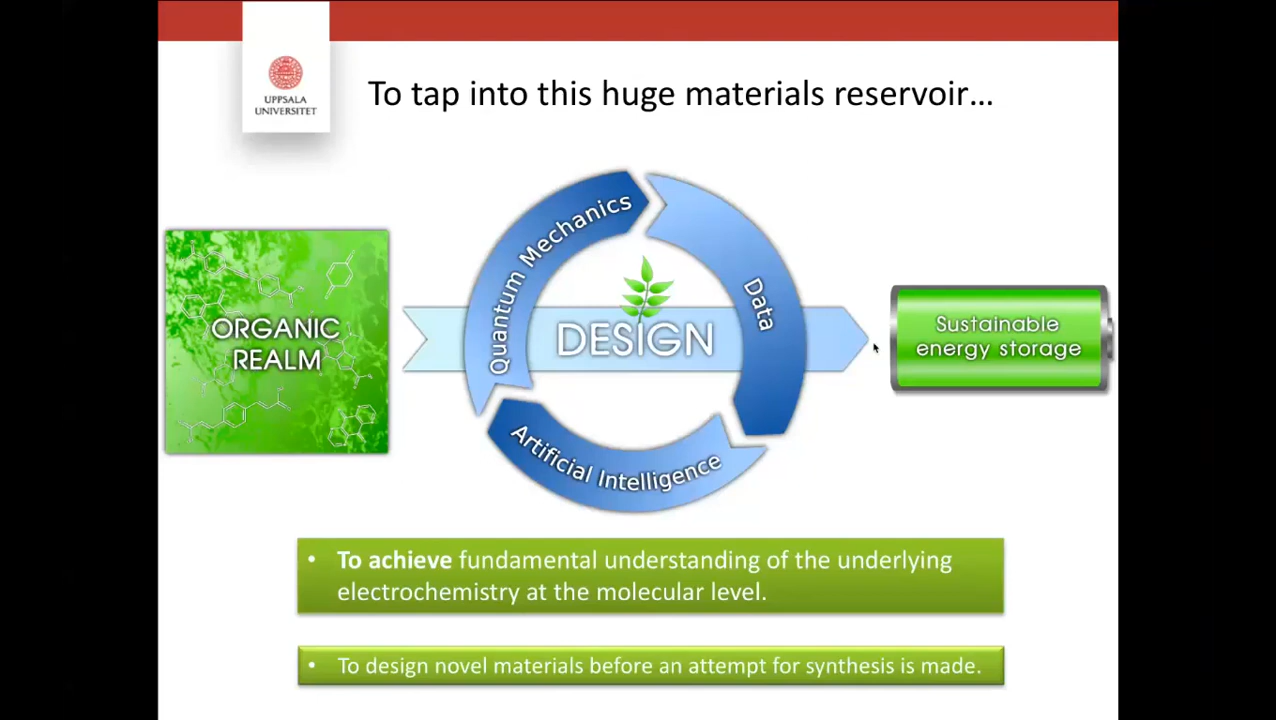 UPPSALA
UNIVERSITET
To tap into this huge materials reservoir...
ORGANIC
REALM
Quantum Mechanics
Data
Artificial Intelligence
DESIGN
Sustainable
energy storage
• To achieve fundamental understanding of the underlying
electrochemistry at the molecular level.
• To design novel materials before an attempt for synthesis is made.